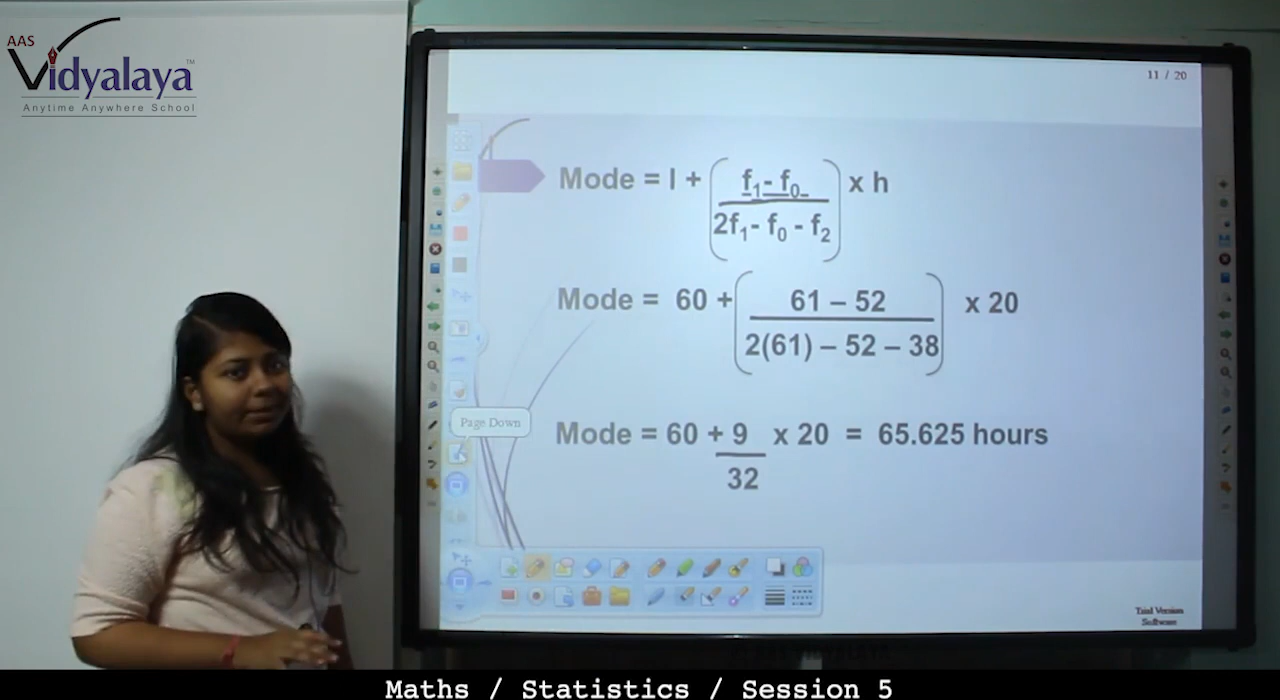 AAS
Vidyalaya™
Anytime Anywhere School
11 / 20
Mode = l + (f₁ - f₀ / 2f₁ - f₀ - f₂) x h
Mode = 60 + (61 – 52 / 2(61) – 52 – 38) x 20
Mode = 60 + 9 / 32 x 20 = 65.625 hours
Page Down
Trial Version
Software
Maths / Statistics / Session 5